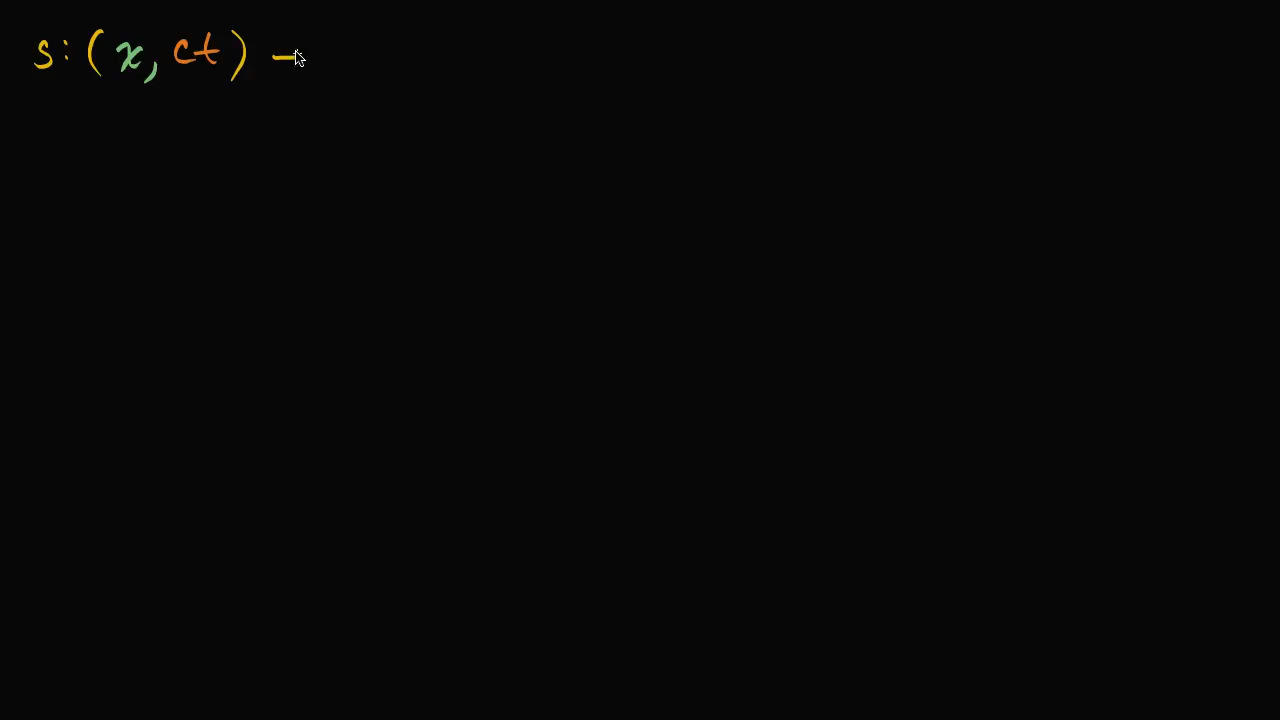 s: (x, ct) –